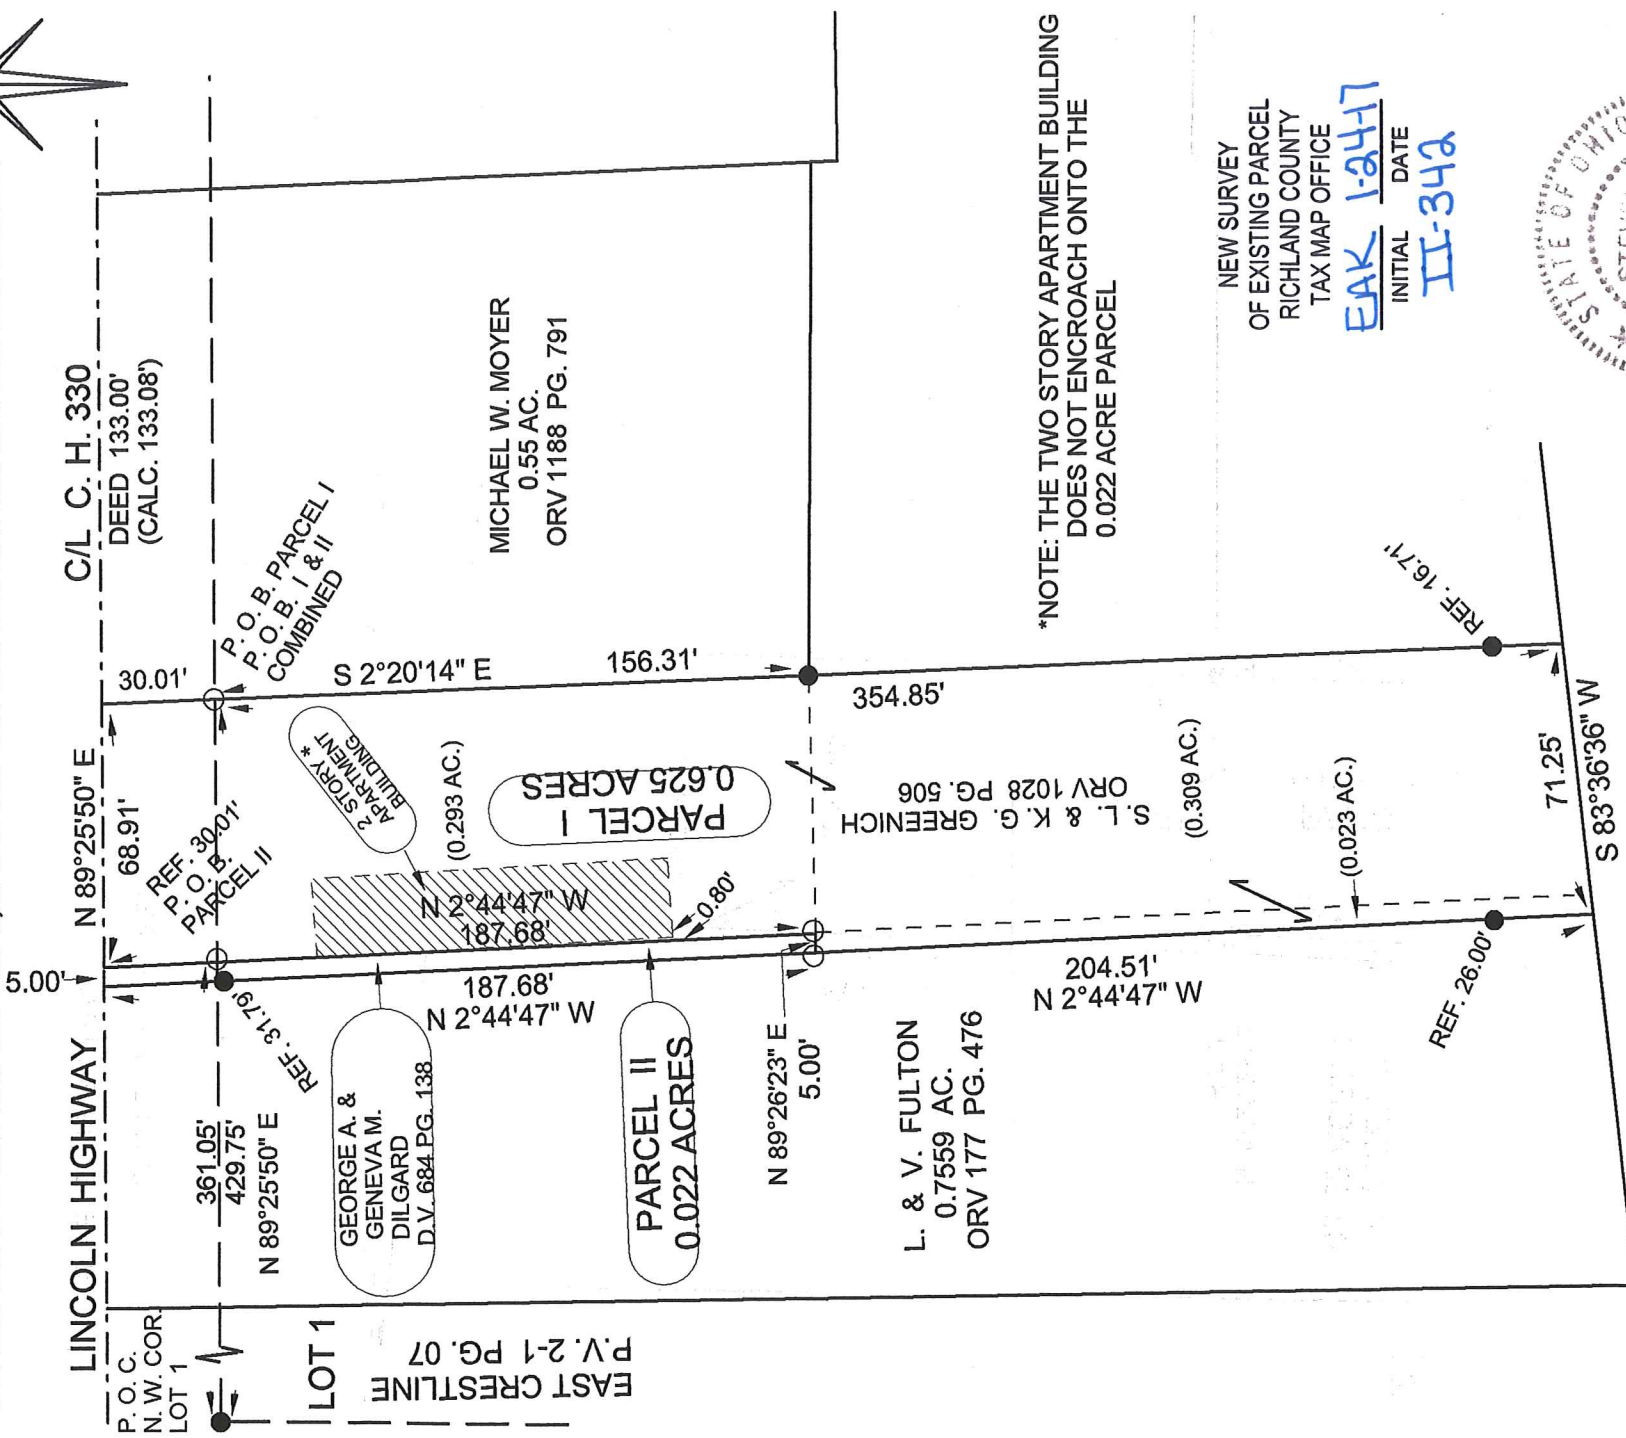 LINCOLN HIGHWAY
C/L C. H. 330
P. O. C.
N. W. COR.
LOT 1
LOT 1
EAST CRESTLINE
P.V. 2-1 PG. 07
361.05'
429.75'
N 89°25'50" E
5.00'
N 89°25'50" E
68.91'
REF. 30.01'
P. O. B.
PARCEL II
REF. 31.79'
30.01'
DEED 133.00'
(CALC. 133.08')
P. O. B. PARCEL I
P. O. B. I & II
COMBINED
S 2°20'14" E
156.31'
354.85'
MICHAEL W. MOYER
0.55 AC.
ORV 1188 PG. 791
2 STORY *
APARTMENT
BUILDING
(0.293 AC.)
PARCEL I
0.625 ACRES
N 2°44'47" W
187.68'
0.80'
187.68'
N 2°44'47" W
GEORGE A. &
GENEVA M.
DILGARD
D.V. 684 PG. 138
PARCEL II
0.022 ACRES
N 89°26'23" E
5.00'
S. L. & K. G. GREENICH
ORV 1028 PG. 506
(0.309 AC.)
(0.023 AC.)
204.51'
N 2°44'47" W
L. & V. FULTON
0.7559 AC.
ORV 177 PG. 476
REF. 26.00'
REF. 16.71'
71.25'
S 83°36'36" W
*NOTE: THE TWO STORY APARTMENT BUILDING
DOES NOT ENCROACH ONTO THE
0.022 ACRE PARCEL
NEW SURVEY
OF EXISTING PARCEL
RICHLAND COUNTY
TAX MAP OFFICE
EAK 1-24-17
INITIAL DATE
II-342
STATE OF OHIO